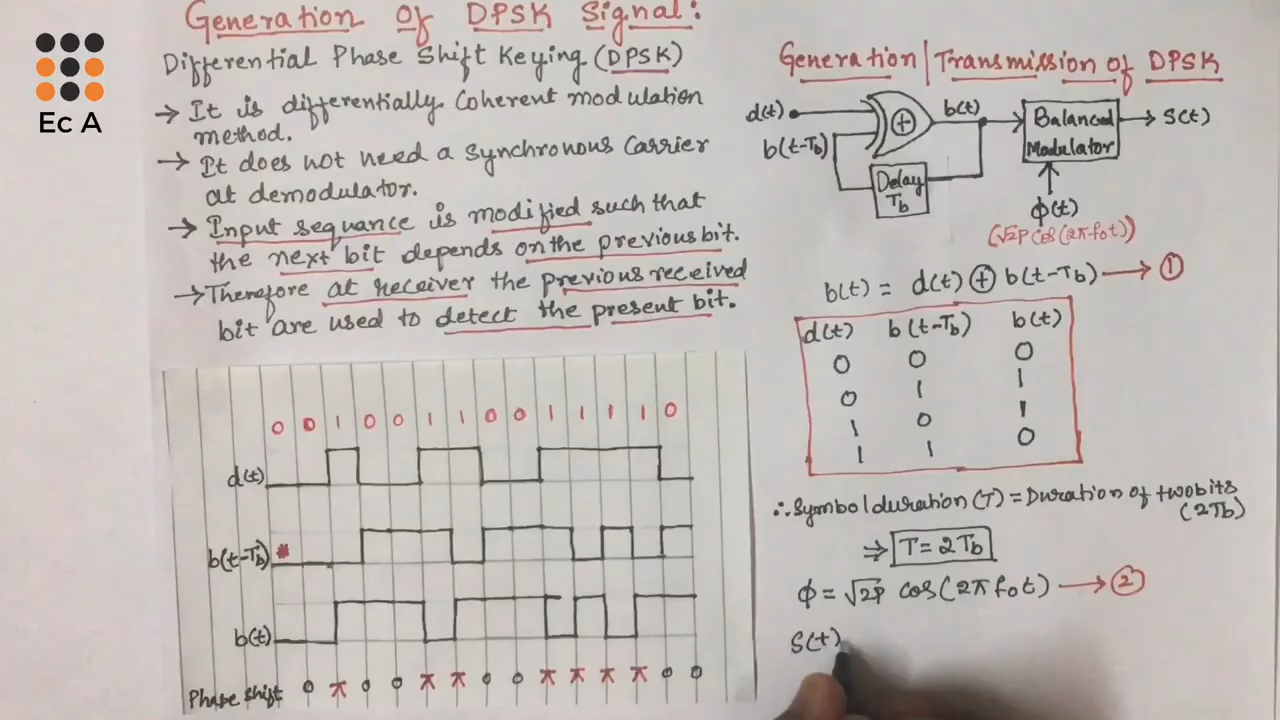 Generation Of DPSK Signal:
Ec A
Differential Phase Shift Keying (DPSK)
→ It is differentially Coherent modulation
method.
→ It does not need a Synchronous Carrier
at demodulator.
→ Input sequance is modified such that
the next bit depends on the previous bit.
→ Therefore at receiver the previous received
bit are used to detect the present bit.
0 0 1 0 0 1 1 0 0 1 1 1 1 0
d(t)
b(t-Tb) *
b(t)
Phase Shift 0 π 0 0 π π 0 0 π π π π 0 0
Generation | Transmission of DPSK
d(t) ⊕ b(t) Balanced Modulator → S(t)
b(t-Tb)
Delay Tb
ϕ(t)
(√2P Cos(2πf0t))
b(t) = d(t) ⊕ b(t-Tb) → ①
d(t) b(t-Tb) b(t)
0 0 0
0 1 1
1 0 1
1 1 0
∴ Symbol duration (T) = Duration of two bits
(2Tb)
⇒ T = 2Tb
ϕ = √2P cos(2πf0t) → ②
S(t)